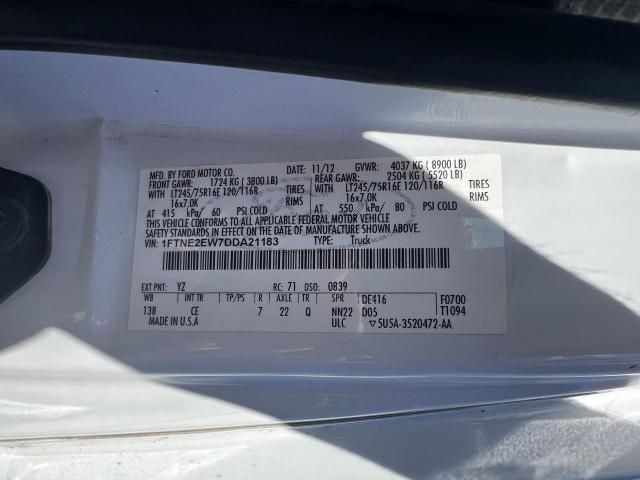 MFD. BY FORD MOTOR CO. DATE: 11/12 GVWR: 4037 KG ( 8900 LB)
FRONT GAWR: 1724 KG ( 3800 LB) REAR GAWR: 2504 KG ( 5520 LB)
WITH LT245/75R16E 120/116R TIRES WITH LT245/75R16E 120/116R TIRES
16x7.0K RIMS 16x7.0K RIMS
AT 415 kPa/ 60 PSI COLD AT 550 kPa/ 80 PSI COLD
THIS VEHICLE CONFORMS TO ALL APPLICABLE FEDERAL MOTOR VEHICLE
SAFETY STANDARDS IN EFFECT ON THE DATE OF MANUFACTURE SHOWN ABOVE.
VIN: 1FTNE2EW7DDA21183 TYPE: Truck
EXT PNT: YZ RC: 71 DSO: 0839
WB INT TR TP/PS R AXLE TR SPR DE416 F0700
138 CE 7 22 Q NN22 D05 T1094
MADE IN U.S.A ULC 5U5A-3520472-AA